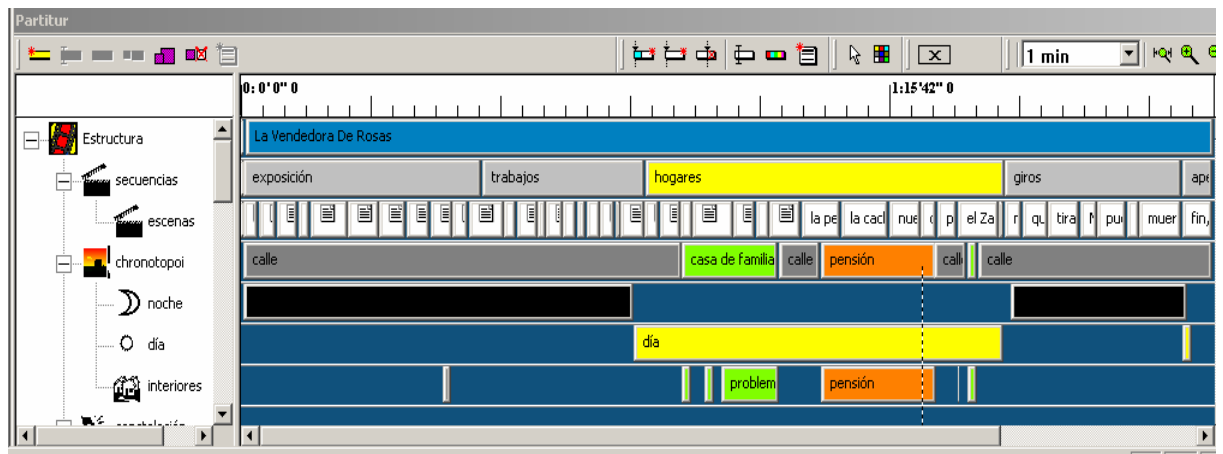 Partitur
1 min
0: 0' 0" 0 1:15'42" 0
Estructura La Vendedora De Rosas
secuencias exposición trabajos hogares giros ape
escenas la pe la cacl nue p el Za qu tira pu muer fin,
chronotopoi calle casa de familia calle pensión call calle
noche
día día
interiores problem pensión